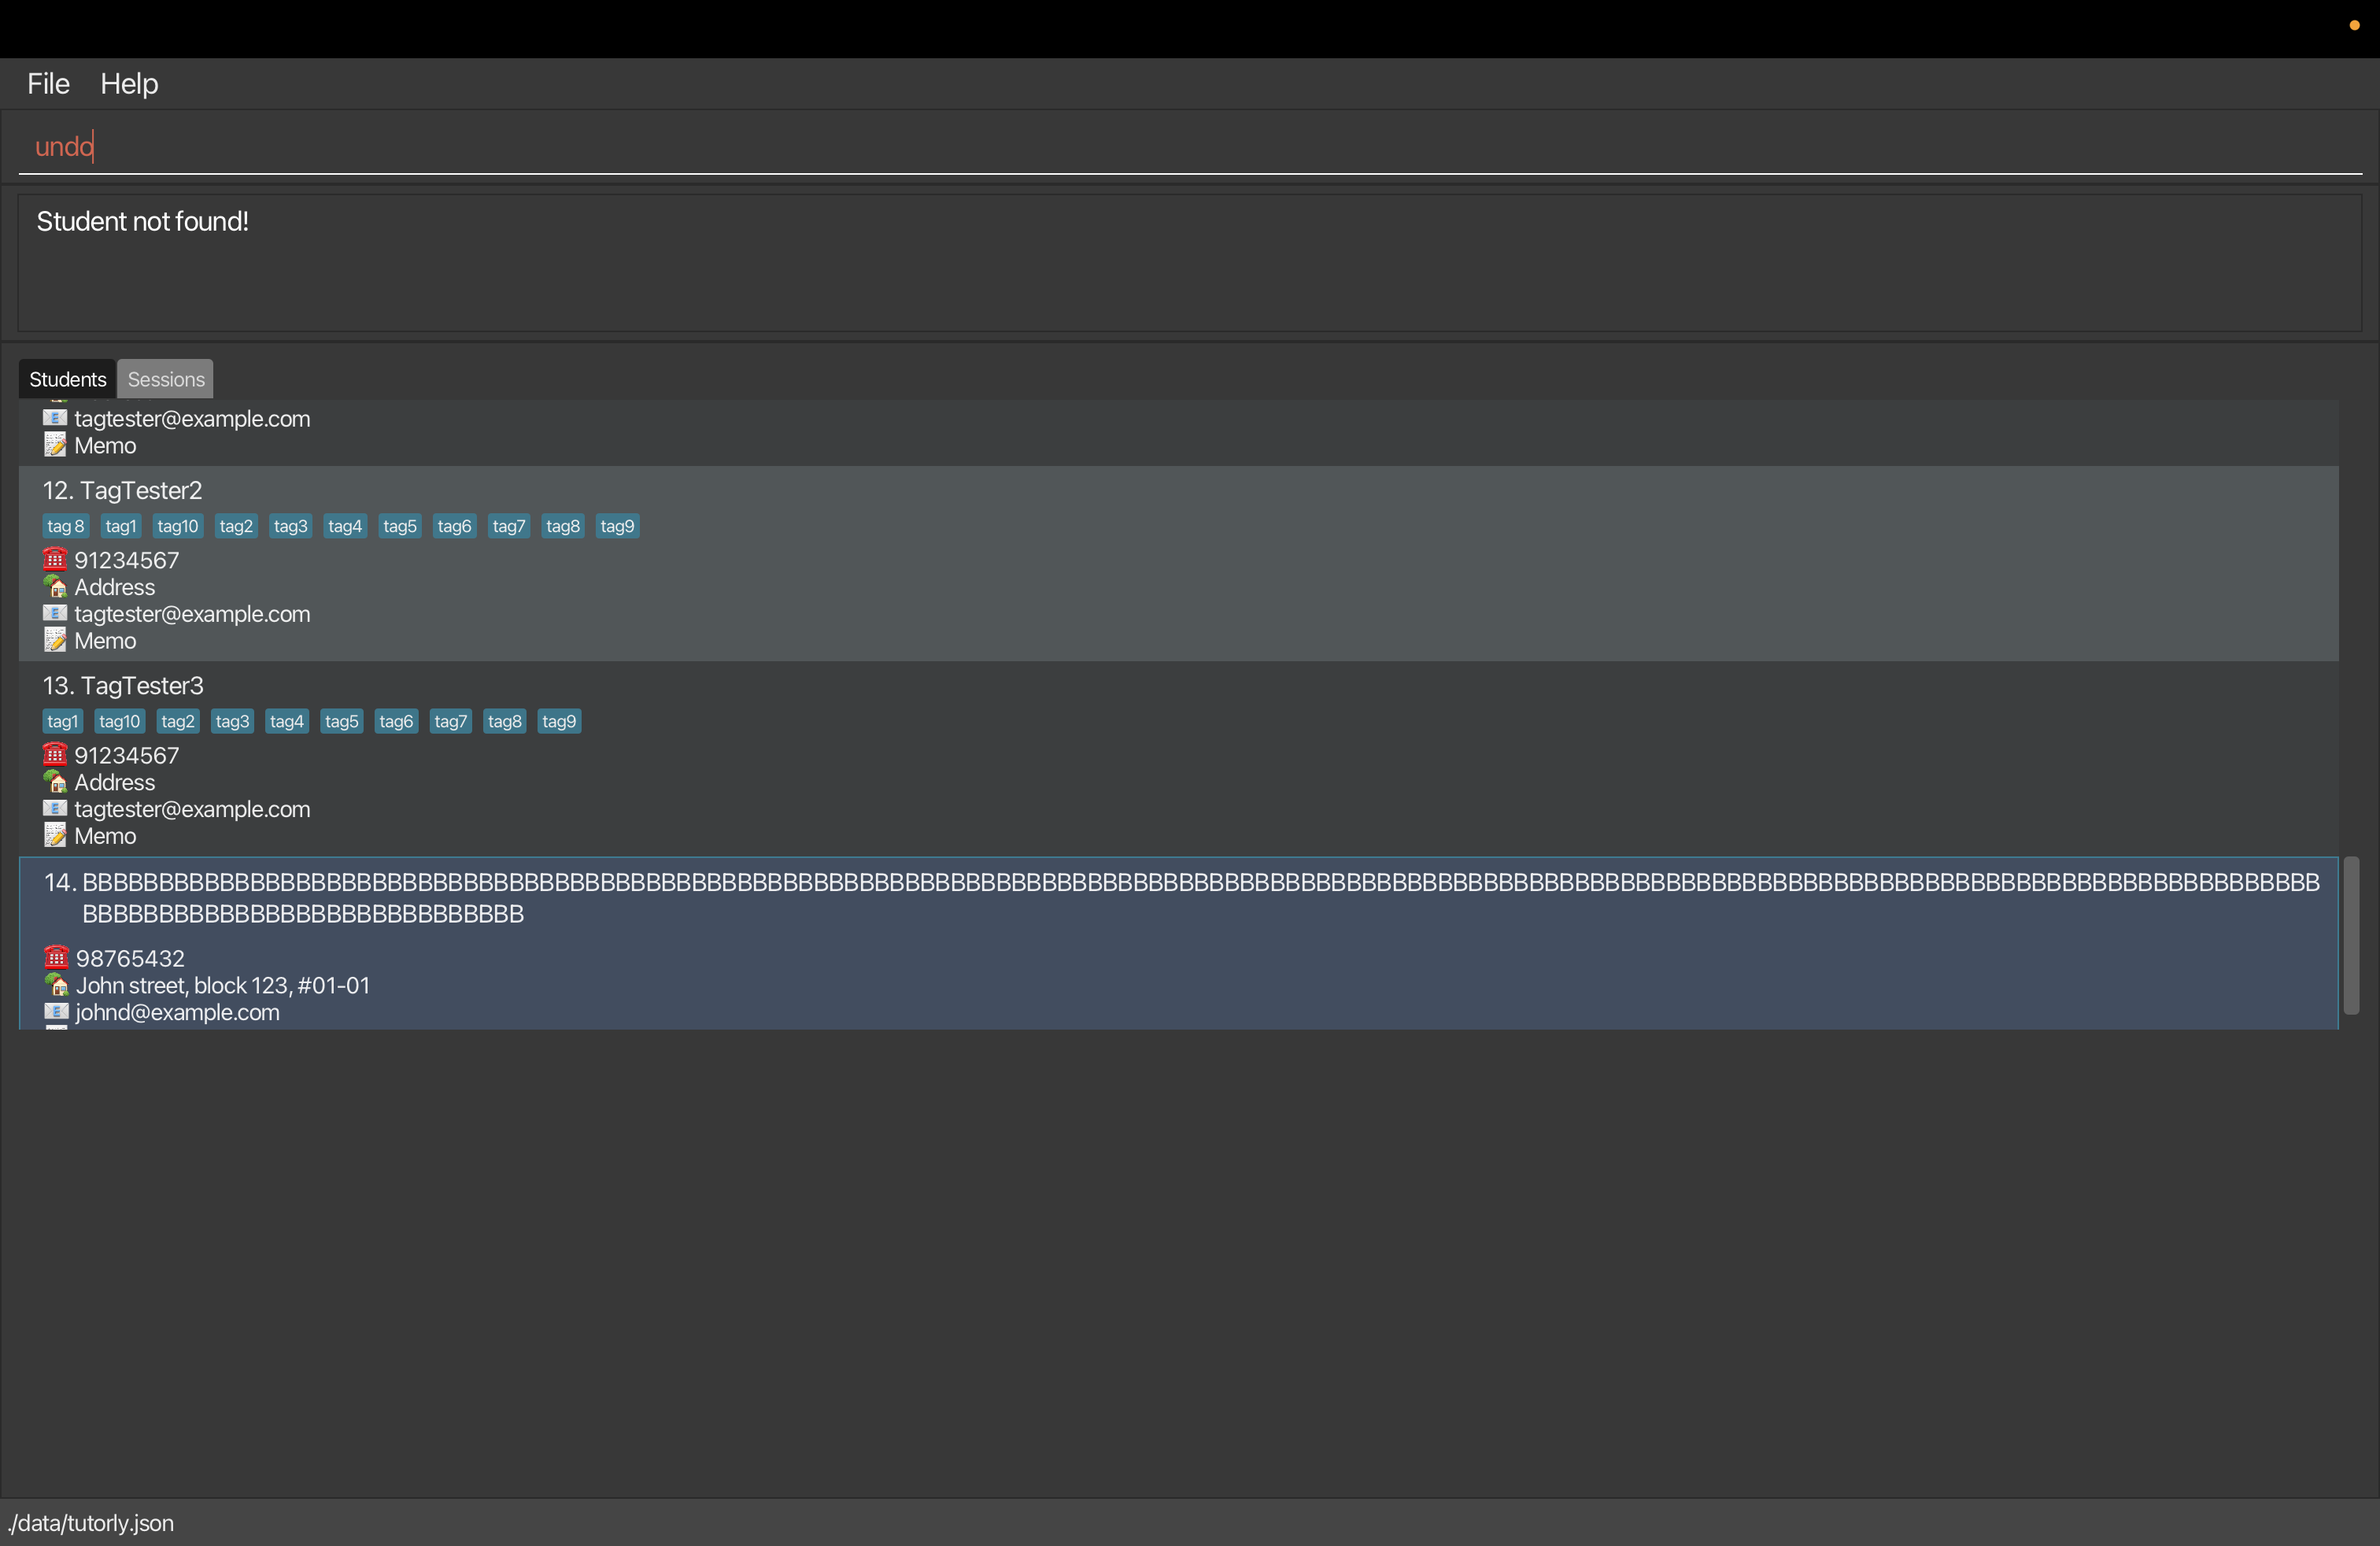 File Help
undo
Student not found!
Students Sessions
tagtester@example.com
Memo
12. TagTester2
tag 8 tag1 tag10 tag2 tag3 tag4 tag5 tag6 tag7 tag8 tag9
91234567
Address
tagtester@example.com
Memo
13. TagTester3
tag1 tag10 tag2 tag3 tag4 tag5 tag6 tag7 tag8 tag9
91234567
Address
tagtester@example.com
Memo
14. BBBBBBBBBBBBBBBBBBBBBBBBBBBBBBBBBBBBBBBBBBBBBBBBBBBBBBBBBBBBBBBBBBBBBBBBBBBBBBBBBBBBBBBBBBBBBBBBBBBBBBBBBBBBBBBBBBBBBBBBBBBBBBBBBBBBBBBBBBBBBBBBBBBBBBBBBB
BBBBBBBBBBBBBBBBBBBBBBBBBBBBB
98765432
John street, block 123, #01-01
johnd@example.com
./data/tutorly.json